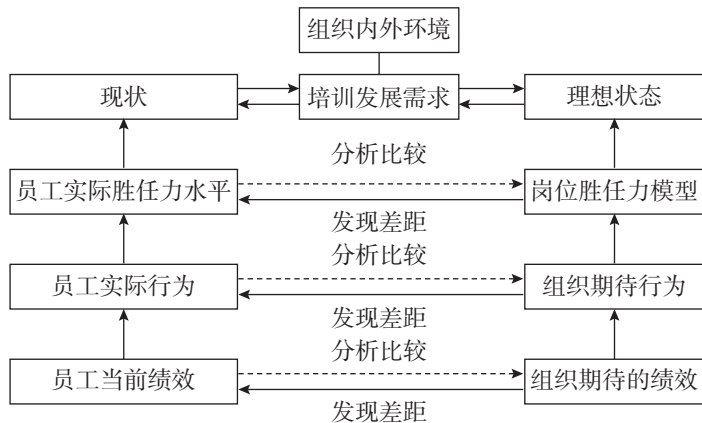 组织内外环境
现状
培训发展需求
理想状态
分析比较
员工实际胜任力水平
岗位胜任力模型
发现差距
分析比较
员工实际行为
组织期待行为
发现差距
分析比较
员工当前绩效
组织期待的绩效
发现差距